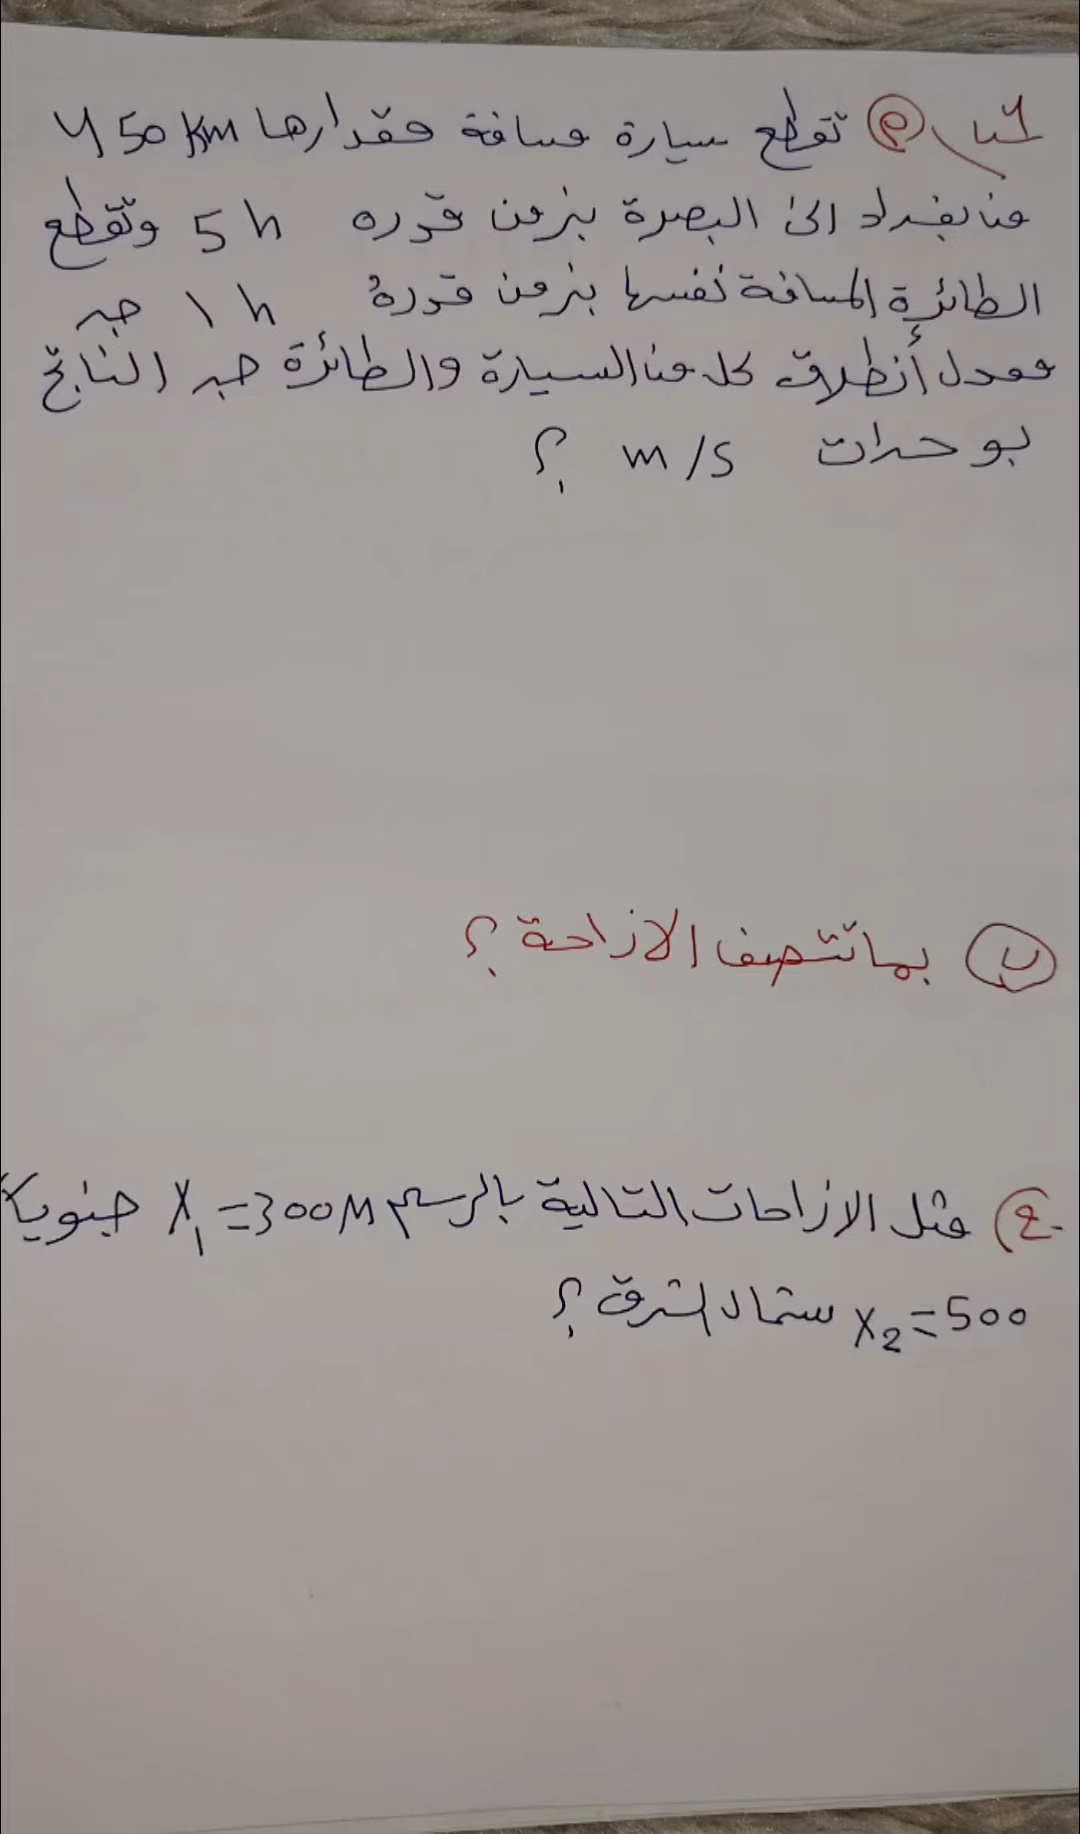 س١ P تقطع سيارة مسافة مقدارها 450 Km
من بغداد الى البصرة بزمن قدره 5 h وتقطع
الطائرة المسافة نفسها بزمن قدرهُ 1 h جد
معدل أنطلاق كل من السيارة والطائرة جد الناتج
بوحدات m/s ؟
ب بما تتصف الازاحة ؟
ج) مثل الازاحات التالية بالرسم X₁=300M جنوباً
X₂=500 شمال الشرق ؟